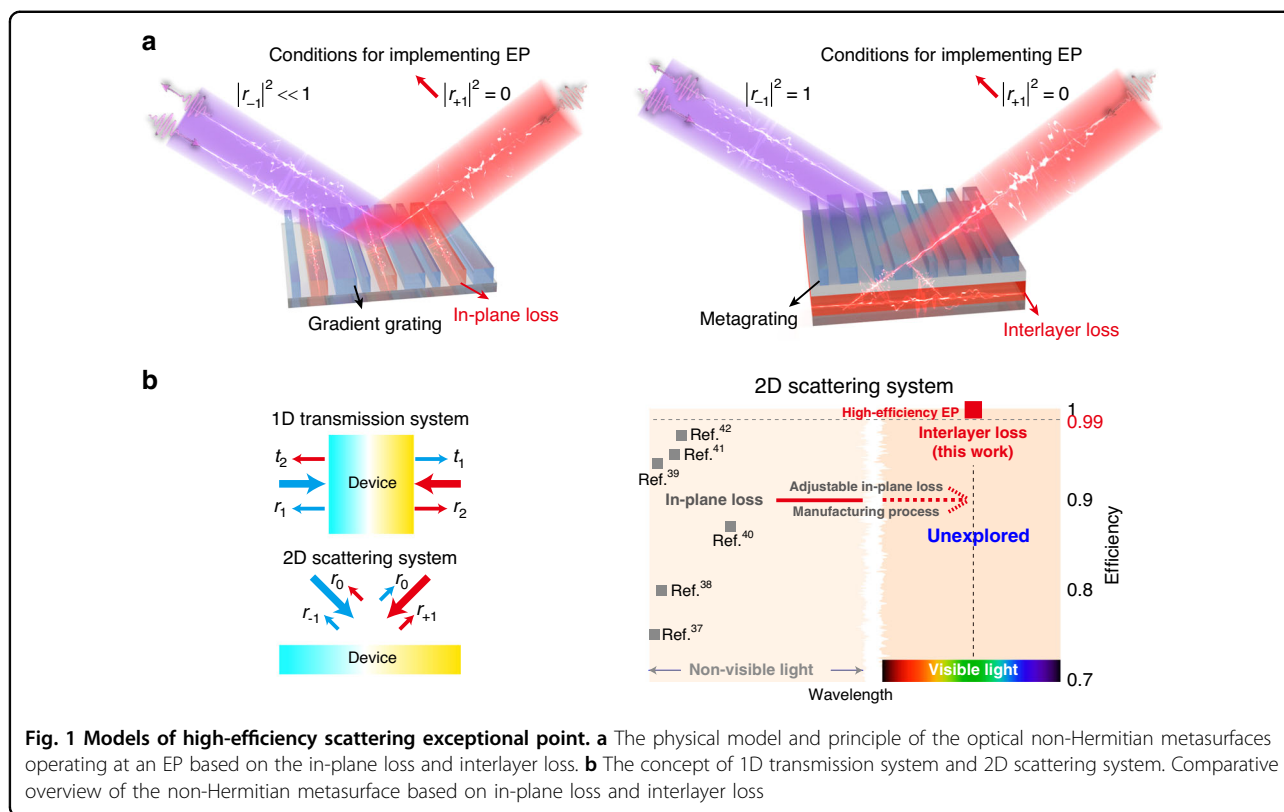 a
Conditions for implementing EP
|r₋₁|² << 1
|r₊₁|² = 0
Gradient grating
In-plane loss
Conditions for implementing EP
|r₋₁|² = 1
|r₊₁|² = 0
Metagrating
Interlayer loss
b
1D transmission system
t₂
t₁
Device
r₁
r₂
2D scattering system
r₀
r₀
r₋₁
r₊₁
Device
2D scattering system
High-efficiency EP
1
0.99
Ref.⁴²
Ref.⁴¹
Ref.³⁹
Interlayer loss
(this work)
In-plane loss
Adjustable in-plane loss
Manufacturing process
0.9
Ref.⁴⁰
Unexplored
Efficiency
Ref.³⁸
0.8
Ref.³⁷
Non-visible light
Visible light
0.7
Wavelength
Fig. 1 Models of high-efficiency scattering exceptional point. a The physical model and principle of the optical non-Hermitian metasurfaces
operating at an EP based on the in-plane loss and interlayer loss. b The concept of 1D transmission system and 2D scattering system. Comparative
overview of the non-Hermitian metasurface based on in-plane loss and interlayer loss